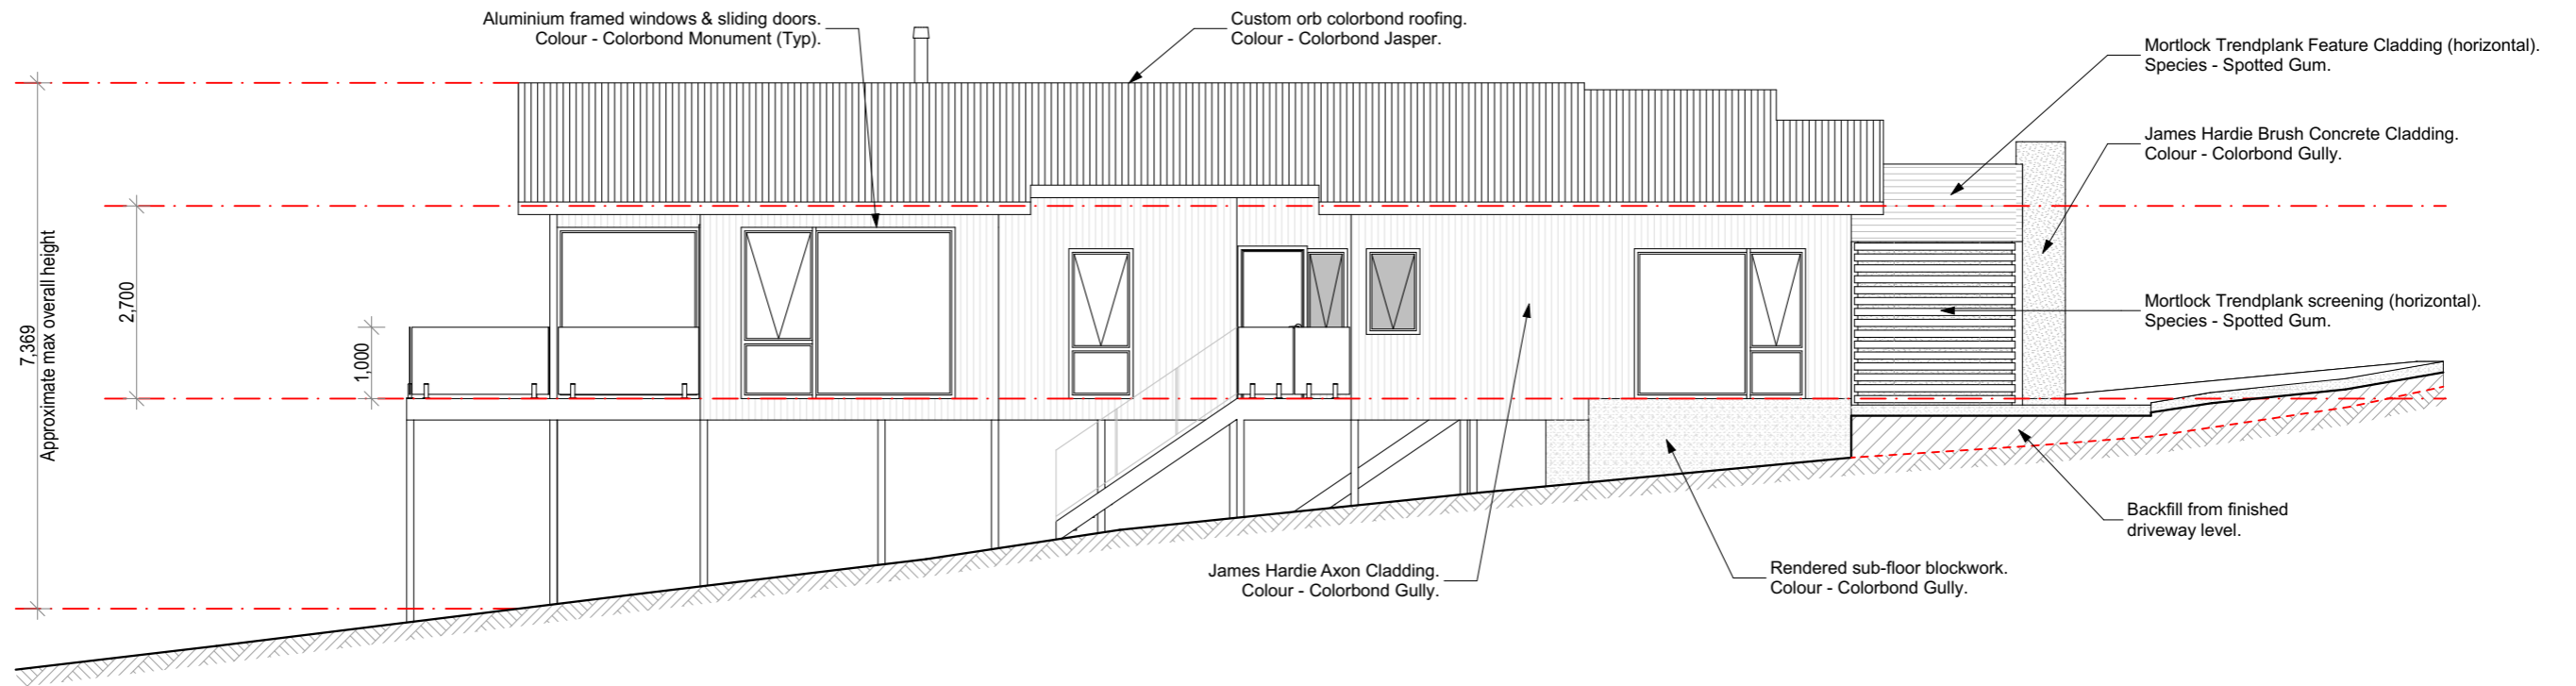 Aluminium framed windows & sliding doors.
Colour - Colorbond Monument (Typ).
Custom orb colorbond roofing.
Colour - Colorbond Jasper.
Mortlock Trendplank Feature Cladding (horizontal).
Species - Spotted Gum.
James Hardie Brush Concrete Cladding.
Colour - Colorbond Gully.
7,369
Approximate max overall height
2,700
1,000
Mortlock Trendplank screening (horizontal).
Species - Spotted Gum.
Backfill from finished
driveway level.
James Hardie Axon Cladding.
Colour - Colorbond Gully.
Rendered sub-floor blockwork.
Colour - Colorbond Gully.